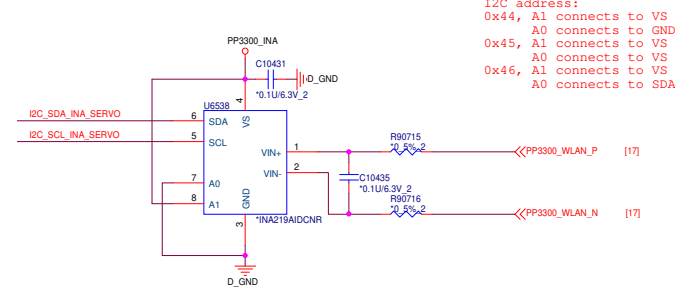 I2C address:
0x44, A1 connects to VS
A0 connects to GND
0x45, A1 connects to VS
A0 connects to VS
0x46, A1 connects to VS
A0 connects to SDA
PP3300_INA
C10431
D_GND
*0.1U/6.3V_2
U6538
4
VS
I2C_SDA_INA_SERVO
6
SDA
I2C_SCL_INA_SERVO
5
SCL
R90715
VIN+
1
*0_5%_2
PP3300_WLAN_P
[17]
VIN-
2
C10435
7
A0
*0.1U/6.3V_2
R90716
8
A1
GND
*0_5%_2
PP3300_WLAN_N
[17]
3
*INA219AIDCNR
D_GND